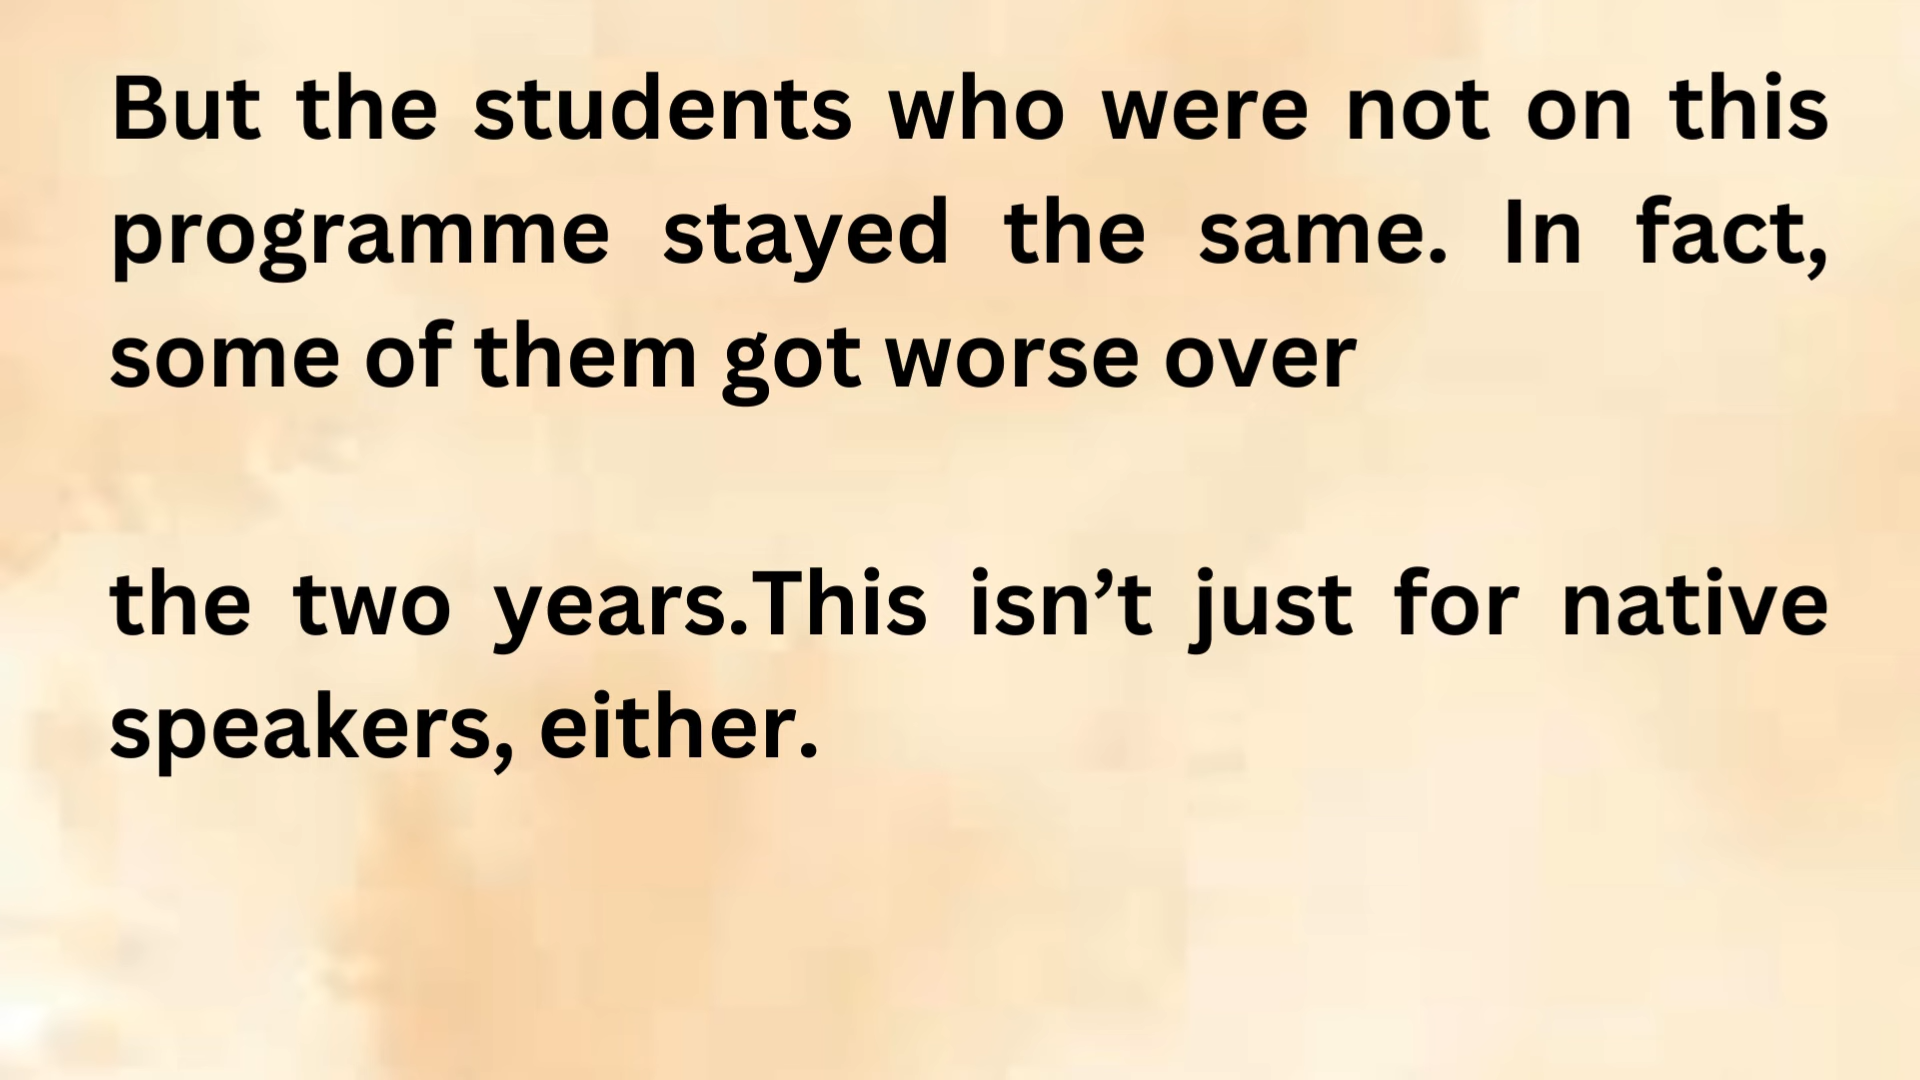 But the students who were not on this
programme stayed the same. In fact,
some of them got worse over
the two years.This isn’t just for native
speakers, either.